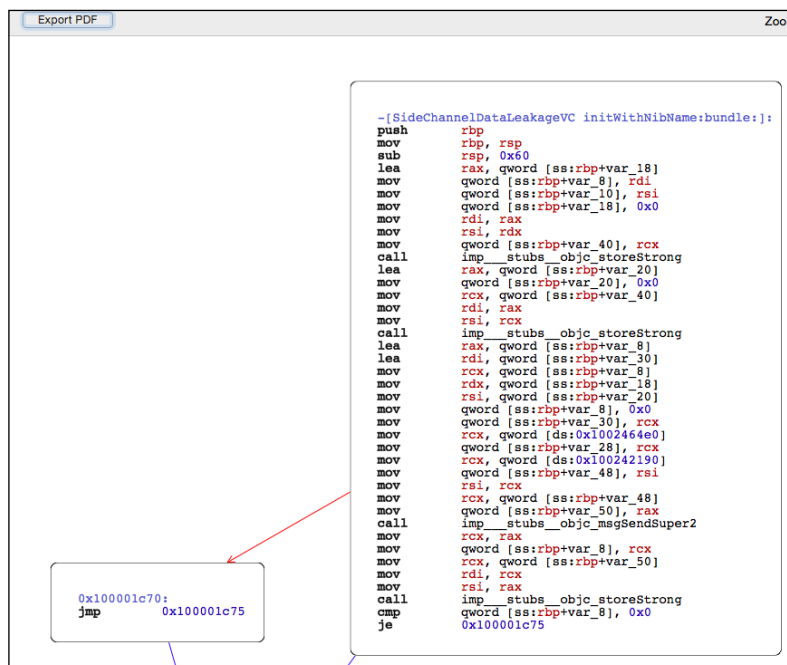 Export PDF
Zoo
-[SideChannelDataLeakageVC initWithNibName:bundle:]:
push rbp
mov rbp, rsp
sub rsp, 0x60
lea rax, qword [ss:rbp+var_18]
mov qword [ss:rbp+var_8], rdi
mov qword [ss:rbp+var_10], rsi
mov qword [ss:rbp+var_18], 0x0
mov rdi, rax
mov rsi, rdx
mov qword [ss:rbp+var_40], rcx
call imp___stubs__objc_storeStrong
lea rax, qword [ss:rbp+var_20]
mov qword [ss:rbp+var_20], 0x0
mov rcx, qword [ss:rbp+var_40]
mov rdi, rax
mov rsi, rcx
call imp___stubs__objc_storeStrong
lea rax, qword [ss:rbp+var_8]
lea rdi, qword [ss:rbp+var_30]
mov rcx, qword [ss:rbp+var_8]
mov rdx, qword [ss:rbp+var_18]
mov rsi, qword [ss:rbp+var_20]
mov qword [ss:rbp+var_8], 0x0
mov qword [ss:rbp+var_30], rcx
mov rcx, qword [ds:0x1002464e0]
mov qword [ss:rbp+var_28], rcx
mov rcx, qword [ds:0x100242190]
mov qword [ss:rbp+var_48], rsi
mov rsi, rcx
mov rcx, qword [ss:rbp+var_48]
mov qword [ss:rbp+var_50], rax
call imp___stubs__objc_msgSendSuper2
mov rcx, rax
mov qword [ss:rbp+var_8], rcx
mov rcx, qword [ss:rbp+var_50]
mov rdi, rcx
mov rsi, rax
call imp___stubs__objc_storeStrong
cmp qword [ss:rbp+var_8], 0x0
je 0x100001c75
0x100001c70:
jmp 0x100001c75